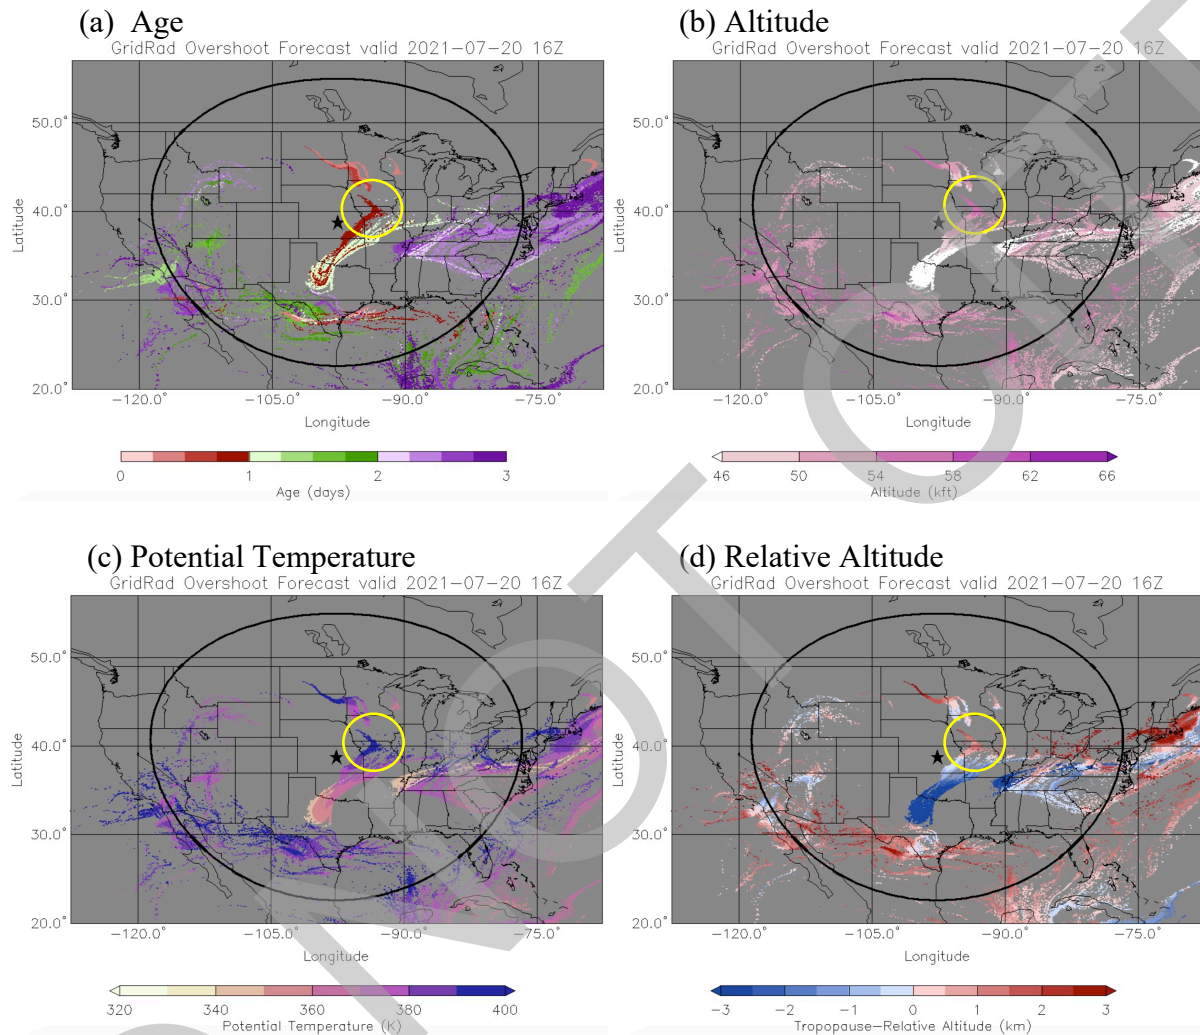 (a) Age
GridRad Overshoot Forecast valid 2021-07-20 16Z
50.0°
40.0°
30.0°
20.0°
Latitude
−120.0° −105.0° −90.0° −75.0°
Longitude
0 1 2 3
Age (days)
(b) Altitude
GridRad Overshoot Forecast valid 2021-07-20 16Z
50.0°
40.0°
30.0°
20.0°
Latitude
−120.0° −105.0° −90.0° −75.0°
Longitude
46 50 54 58 62 66
Altitude (kft)
(c) Potential Temperature
GridRad Overshoot Forecast valid 2021-07-20 16Z
50.0°
40.0°
30.0°
20.0°
Latitude
−120.0° −105.0° −90.0° −75.0°
Longitude
320 340 360 380 400
Potential Temperature (K)
(d) Relative Altitude
GridRad Overshoot Forecast valid 2021-07-20 16Z
50.0°
40.0°
30.0°
20.0°
Latitude
−120.0° −105.0° −90.0° −75.0°
Longitude
−3 −2 −1 0 1 2 3
Tropopause−Relative Altitude (km)